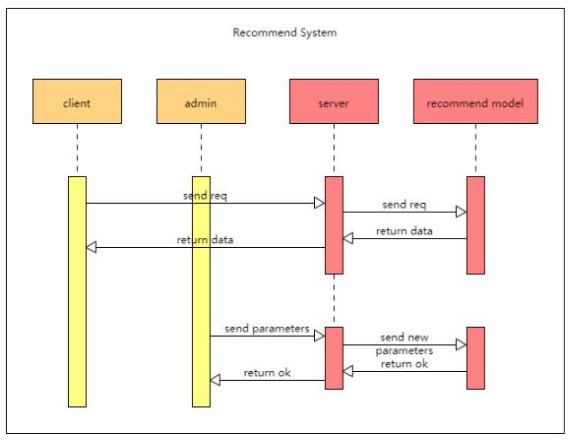 Recommend System
client
admin
server
recommend model
send req
send req
return data
return data
send parameters
send new
parameters
return ok
return ok